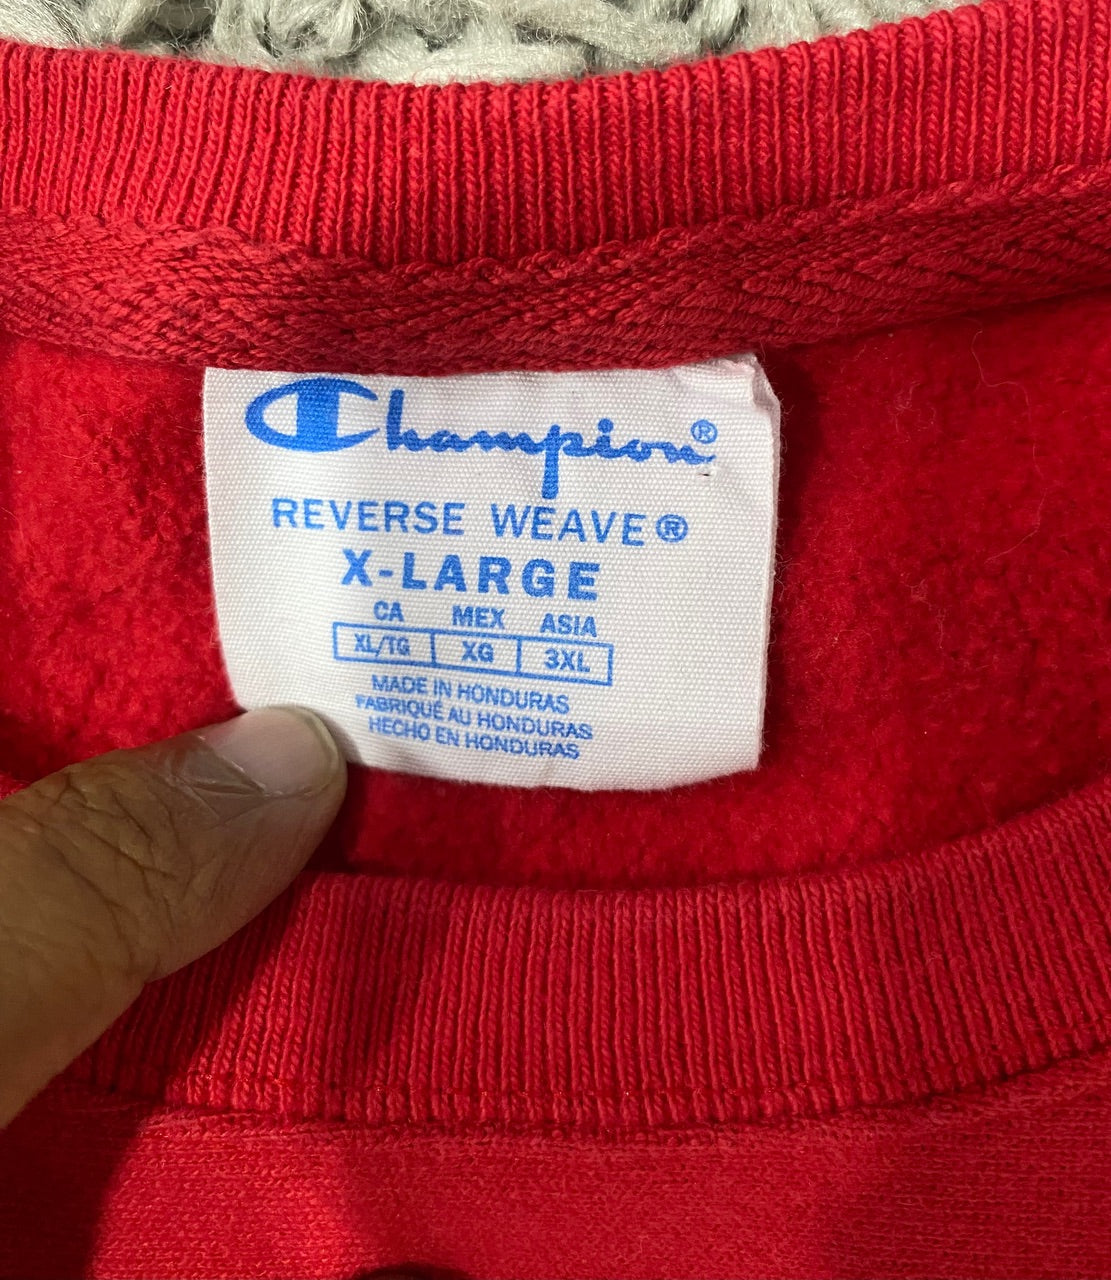 Champion®
REVERSE WEAVE®
X-LARGE
CA MEX ASIA
XL/TG XG 3XL
MADE IN HONDURAS
FABRIQUÉ AU HONDURAS
HECHO EN HONDURAS